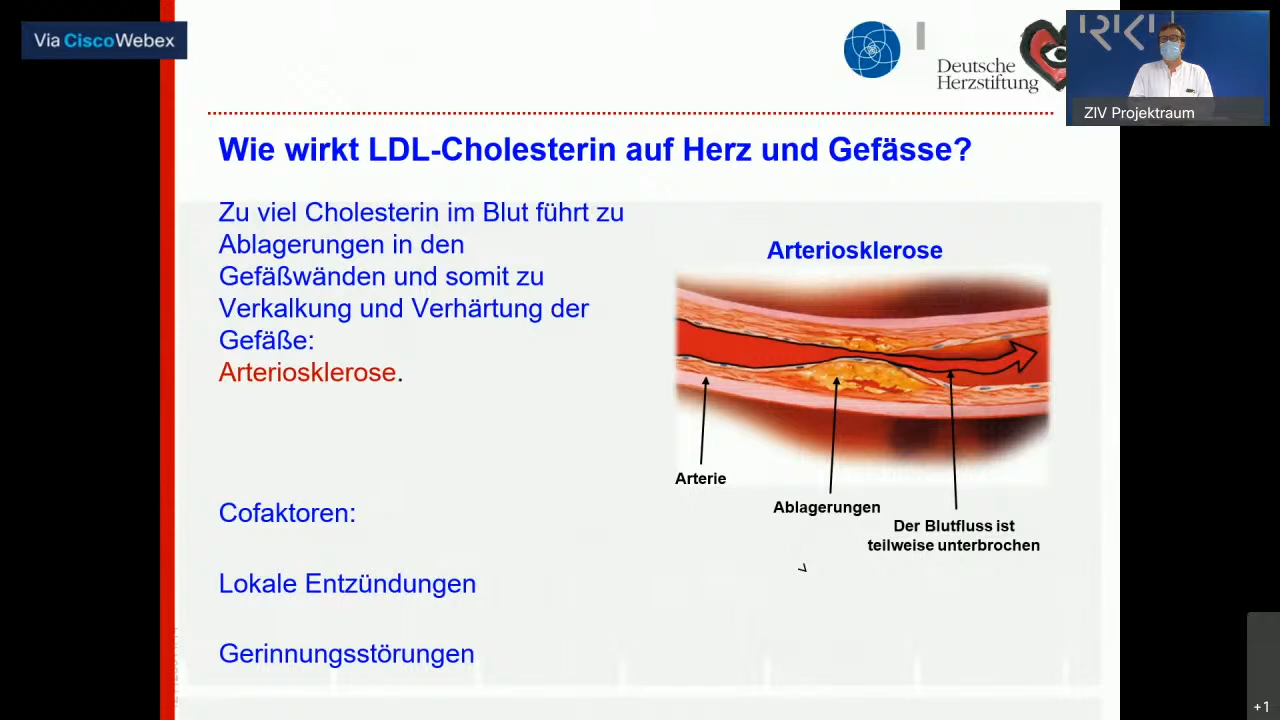 Via CiscoWebex
Deutsche
Herzstiftung
ZIV Projektraum
Wie wirkt LDL-Cholesterin auf Herz und Gefässe?
Zu viel Cholesterin im Blut führt zu
Ablagerungen in den
Gefäßwänden und somit zu
Verkalkung und Verhärtung der
Gefäße:
Arteriosklerose.
Arteriosklerose
Arterie
Ablagerungen
Der Blutfluss ist
teilweise unterbrochen
Cofaktoren:
Lokale Entzündungen
Gerinnungsstörungen
+1